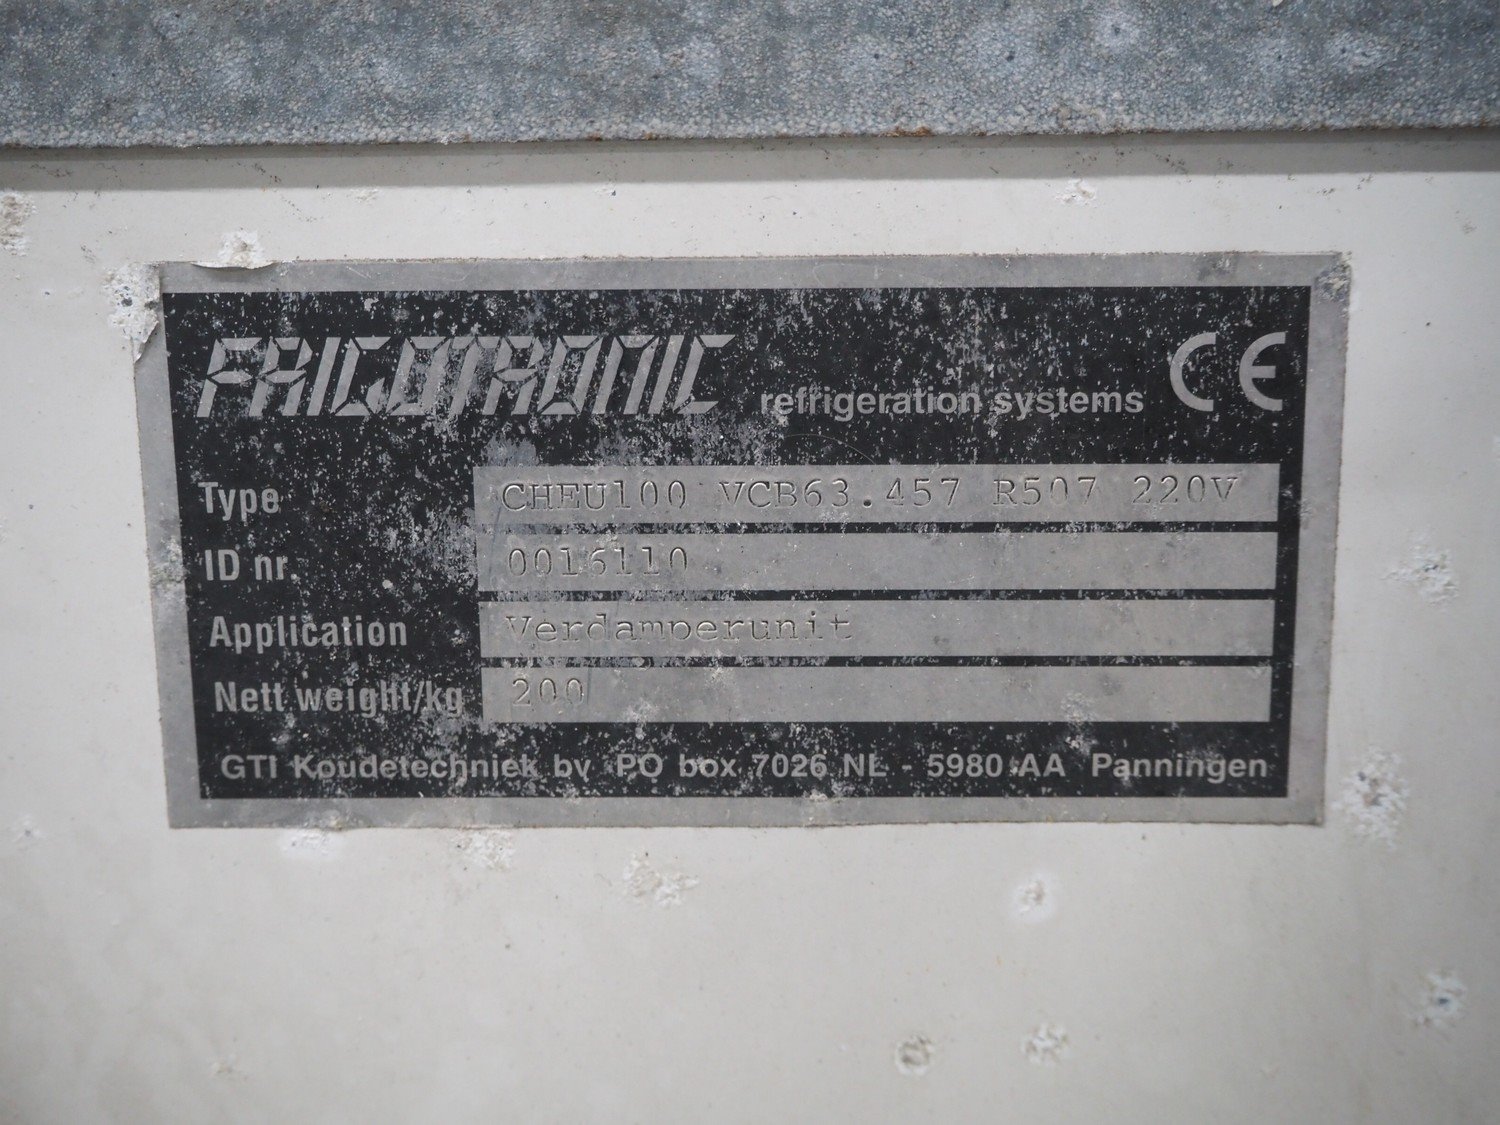 FRIGOTRONIC refrigeration systems CE
Type CHEU100 VCB63.457 R507 220V
ID nr. 0016110
Application Verdamperunit
Nett weight/kg 200
GTI Koudetechniek bv PO box 7026 NL - 5980 AA Panningen